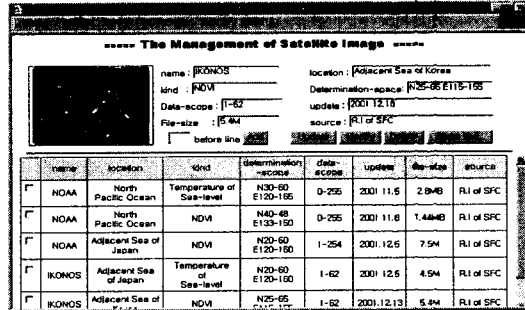 ===== The Management of Satellite Image =====
name : IKONOS
location : Adjacent Sea of Korea
kind : NDVI
Determination-space: N25-65 E115-155
Data-scope : 1-62
update : 2001.12.18
File-size : 5.4M
source : R.I of SFC
before line
name location kind determination-scope data-scope update file-size source
NOAA North Pacific Ocean Temperature of Sea-level N30-60 E120-165 0-255 2001.11.5 2.8MB R.I of SFC
NOAA North Pacific Ocean NDVI N40-48 E133-150 0-255 2001.11.8 1.44MB R.I of SFC
NOAA Adjacent Sea of Japan NDVI N20-60 E120-160 1-254 2001.12.5 7.5M R.I of SFC
IKONOS Adjacent Sea of Japan Temperature of Sea-level N20-60 E120-160 1-62 2001.12.5 4.5M R.I of SFC
IKONOS Adjacent Sea of NDVI N25-65 1-62 2001.12.13 5.4M R.I of SFC